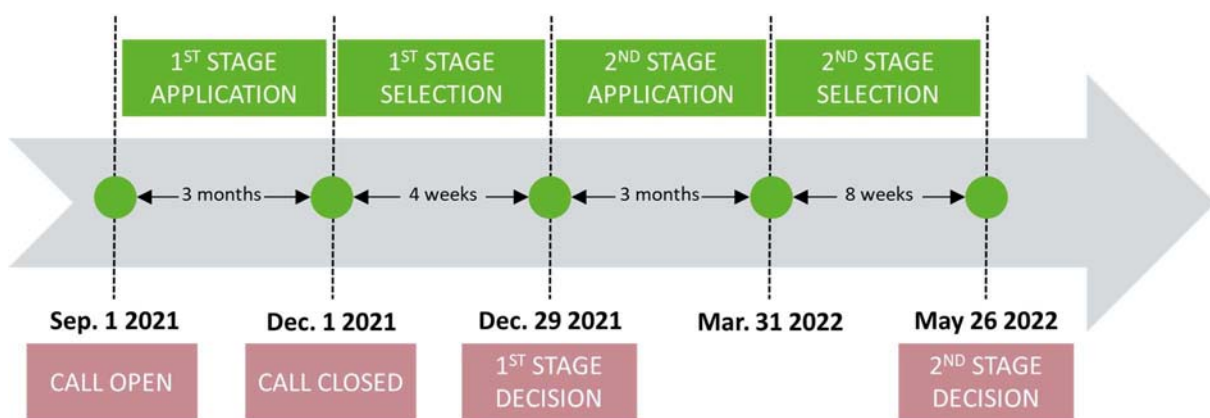 1ST STAGE
APPLICATION
1ST STAGE
SELECTION
2ND STAGE
APPLICATION
2ND STAGE
SELECTION
3 months
4 weeks
3 months
8 weeks
Sep. 1 2021
Dec. 1 2021
Dec. 29 2021
Mar. 31 2022
May 26 2022
CALL OPEN
CALL CLOSED
1ST STAGE
DECISION
2ND STAGE
DECISION